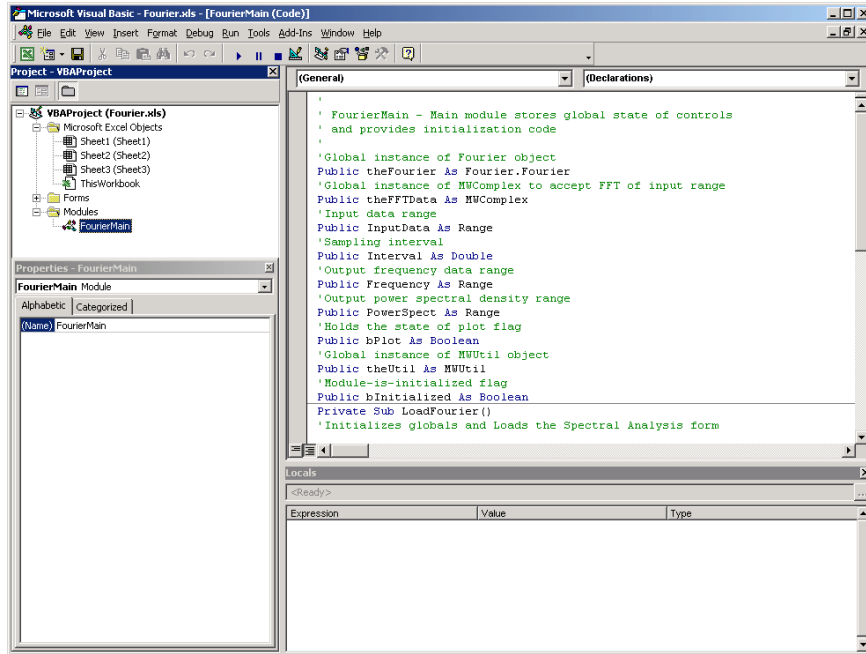 Microsoft Visual Basic - Fourier.xls - [FourierMain (Code)]
File Edit View Insert Format Debug Run Tools Add-Ins Window Help
Project - VBAProject
VBAProject (Fourier.xls)
Microsoft Excel Objects
Sheet1 (Sheet1)
Sheet2 (Sheet2)
Sheet3 (Sheet3)
ThisWorkbook
Forms
Modules
FourierMain
Properties - FourierMain
FourierMain Module
Alphabetic Categorized
(Name) FourierMain
(General) (Declarations)
'
' FourierMain - Main module stores global state of controls
' and provides initialization code
'
'Global instance of Fourier object
Public theFourier As Fourier.Fourier
'Global instance of MWComplex to accept FFT of input range
Public theFFTData As MWComplex
'Input data range
Public InputData As Range
'Sampling interval
Public Interval As Double
'Output frequency data range
Public Frequency As Range
'Output power spectral density range
Public PowerSpect As Range
'Holds the state of plot flag
Public bPlot As Boolean
'Global instance of MWUtil object
Public theUtil As MWUtil
'Module-is-initialized flag
Public bInitialized As Boolean
Private Sub LoadFourier()
'Initializes globals and Loads the Spectral Analysis form
Locals
<Ready>
...
Expression Value Type